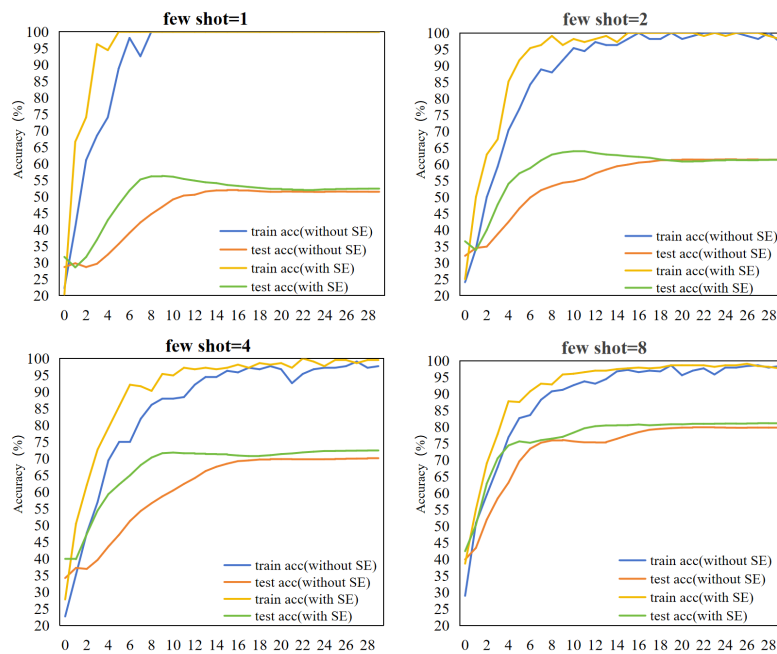 few shot=1
Accuracy (%)
100
95
90
85
80
75
70
65
60
55
50
45
40
35
30
25
20
train acc(without SE)
test acc(without SE)
train acc(with SE)
test acc(with SE)
0 2 4 6 8 10 12 14 16 18 20 22 24 26 28
few shot=2
Accuracy (%)
100
95
90
85
80
75
70
65
60
55
50
45
40
35
30
25
20
train acc(without SE)
test acc(without SE)
train acc(with SE)
test acc(with SE)
0 2 4 6 8 10 12 14 16 18 20 22 24 26 28
few shot=4
Accuracy (%)
100
95
90
85
80
75
70
65
60
55
50
45
40
35
30
25
20
train acc(without SE)
test acc(without SE)
train acc(with SE)
test acc(with SE)
0 2 4 6 8 10 12 14 16 18 20 22 24 26 28
few shot=8
Accuracy (%)
100
95
90
85
80
75
70
65
60
55
50
45
40
35
30
25
20
train acc(without SE)
test acc(without SE)
train acc(with SE)
test acc(with SE)
0 2 4 6 8 10 12 14 16 18 20 22 24 26 28